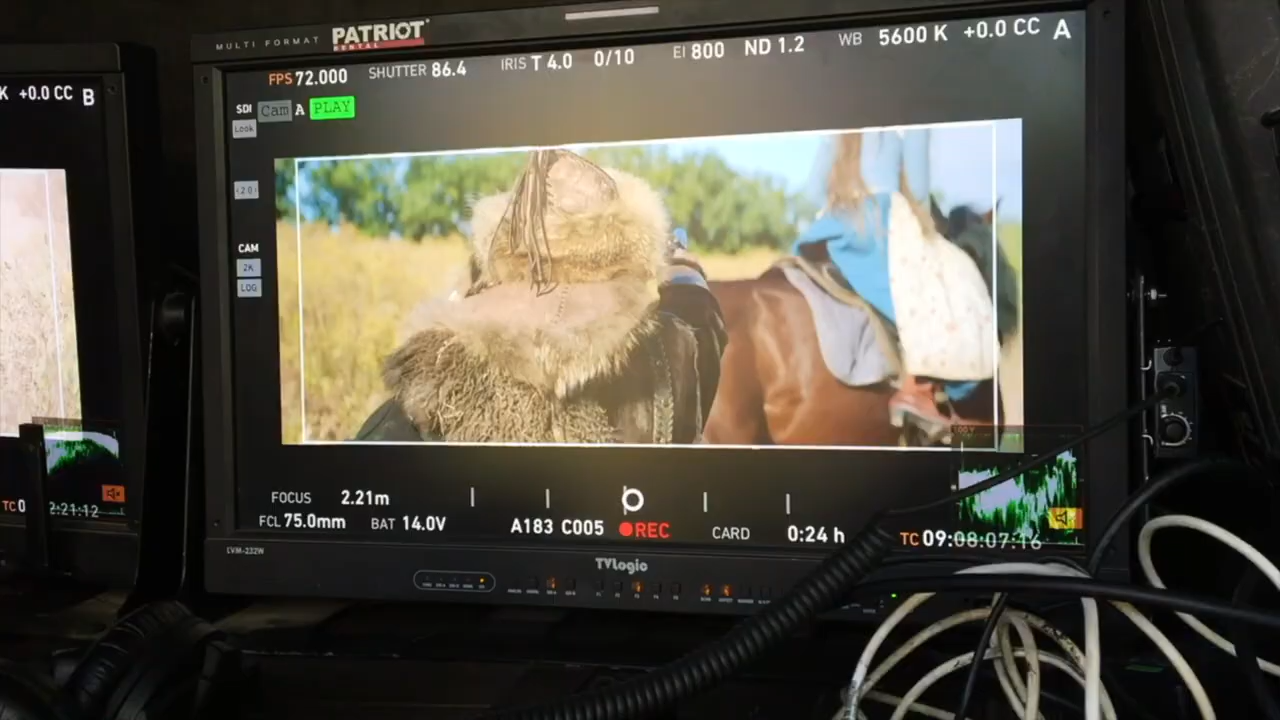 MULTI FORMAT PATRIOT
RENTAL
FPS 72.000 SHUTTER 86.4 IRIS T 4.0 0/10 EI 800 ND 1.2 WB 5600 K +0.0 CC A
K +0.0 CC B
SDI Cam A PLAY
Look
CAM
2K
LOG
FOCUS 2.21m
FCL 75.0mm BAT 14.0V A183 C005 REC CARD 0:24 h TC 09:08:07:16
TC 0 2:21:12
LVM-232W
TVLogic